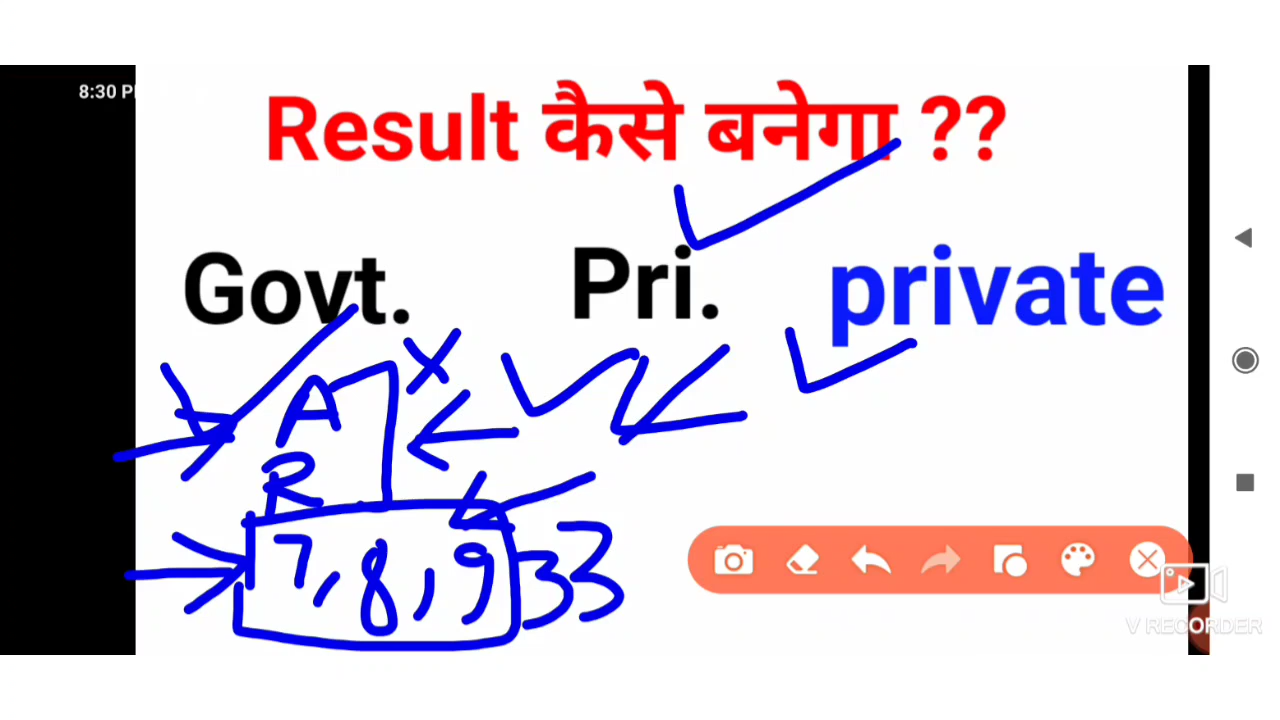 8:30 P
Result कैसे बनेगा ??
Govt. Pri. private
A X
R
7, 8, 9 33
V RECORDER